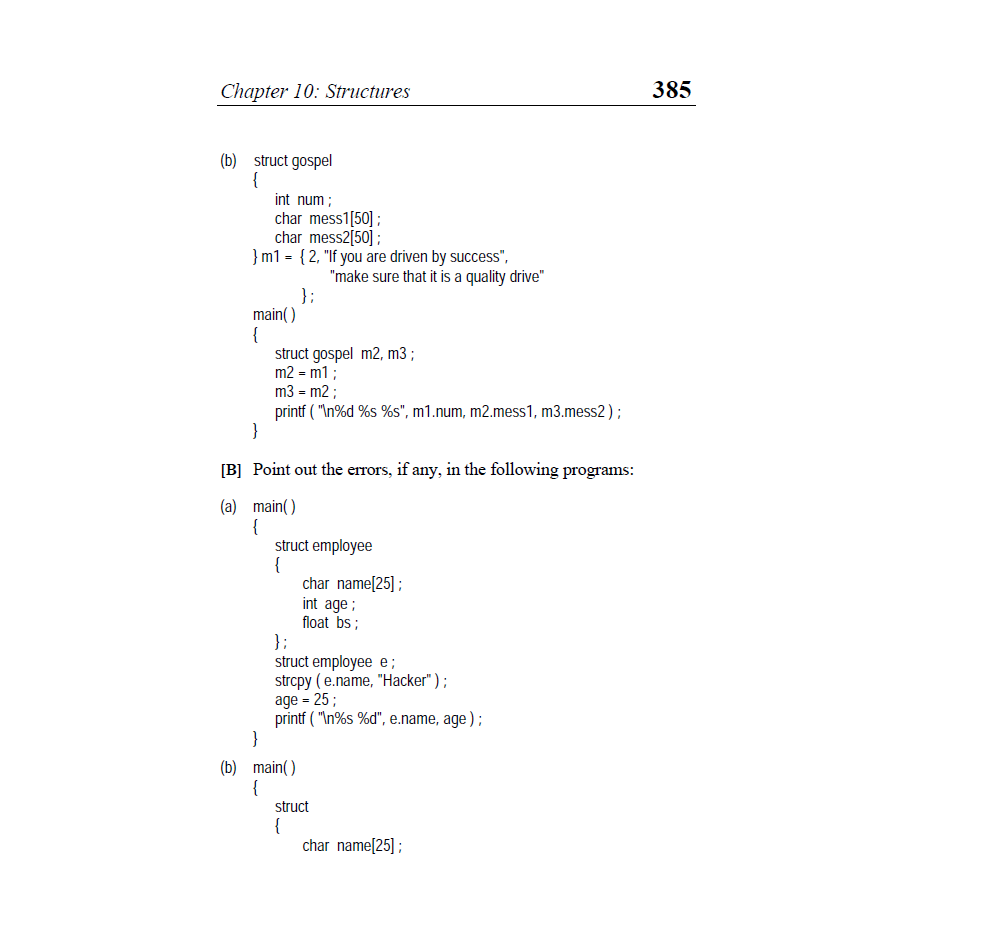 Chapter 10: Structures 385
(b) struct gospel
{
int num ;
char mess1[50] ;
char mess2[50] ;
} m1 = { 2, "If you are driven by success",
"make sure that it is a quality drive"
} ;
main( )
{
struct gospel m2, m3 ;
m2 = m1 ;
m3 = m2 ;
printf ( "\n%d %s %s", m1.num, m2.mess1, m3.mess2 ) ;
}
[B] Point out the errors, if any, in the following programs:
(a) main( )
{
struct employee
{
char name[25] ;
int age ;
float bs ;
} ;
struct employee e ;
strcpy ( e.name, "Hacker" ) ;
age = 25 ;
printf ( "\n%s %d", e.name, age ) ;
}
(b) main( )
{
struct
{
char name[25] ;